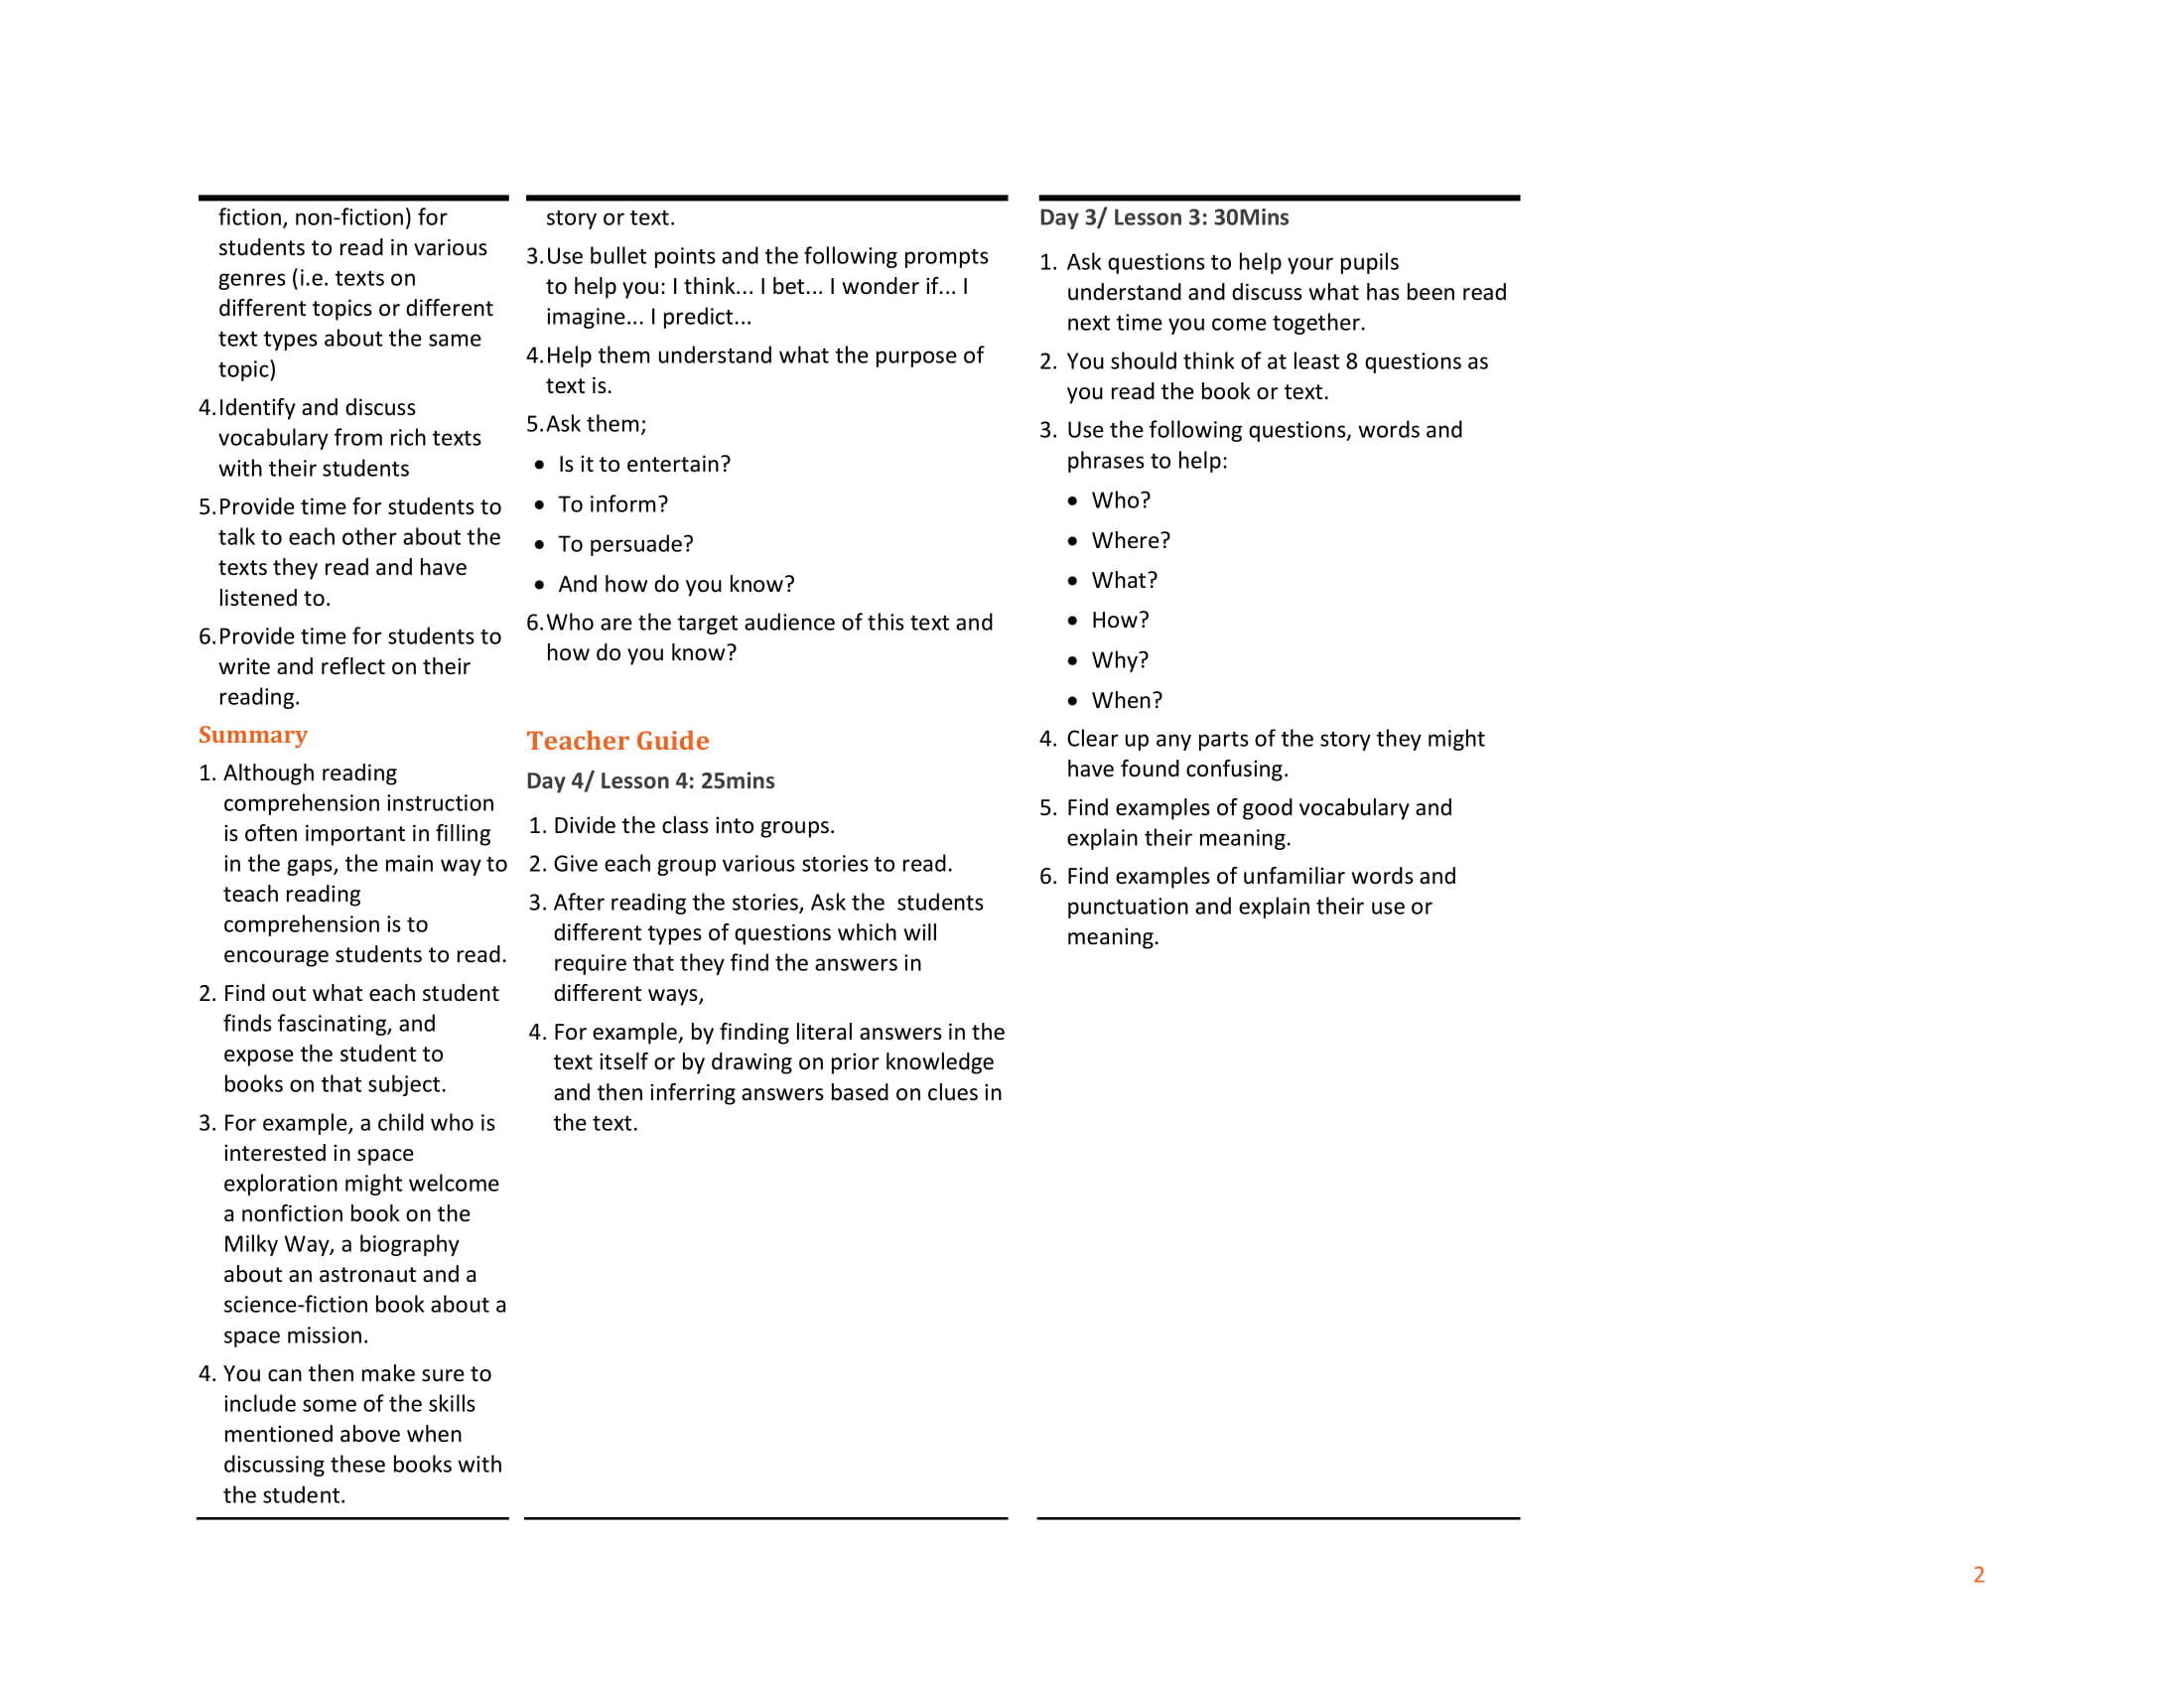 fiction, non-fiction) for
students to read in various
genres (i.e. texts on
different topics or different
text types about the same
topic)
4.Identify and discuss
vocabulary from rich texts
with their students
5.Provide time for students to
talk to each other about the
texts they read and have
listened to.
6.Provide time for students to
write and reflect on their
reading.
Summary
1. Although reading
comprehension instruction
is often important in filling
in the gaps, the main way to
teach reading
comprehension is to
encourage students to read.
2. Find out what each student
finds fascinating, and
expose the student to
books on that subject.
3. For example, a child who is
interested in space
exploration might welcome
a nonfiction book on the
Milky Way, a biography
about an astronaut and a
science-fiction book about a
space mission.
4. You can then make sure to
include some of the skills
mentioned above when
discussing these books with
the student.
story or text.
3.Use bullet points and the following prompts
to help you: I think... I bet... I wonder if... I
imagine... I predict...
4.Help them understand what the purpose of
text is.
5.Ask them;
• Is it to entertain?
• To inform?
• To persuade?
• And how do you know?
6.Who are the target audience of this text and
how do you know?
Teacher Guide
Day 4/ Lesson 4: 25mins
1. Divide the class into groups.
2. Give each group various stories to read.
3. After reading the stories, Ask the  students
different types of questions which will
require that they find the answers in
different ways,
4. For example, by finding literal answers in the
text itself or by drawing on prior knowledge
and then inferring answers based on clues in
the text.
Day 3/ Lesson 3: 30Mins
1. Ask questions to help your pupils
understand and discuss what has been read
next time you come together.
2. You should think of at least 8 questions as
you read the book or text.
3. Use the following questions, words and
phrases to help:
• Who?
• Where?
• What?
• How?
• Why?
• When?
4. Clear up any parts of the story they might
have found confusing.
5. Find examples of good vocabulary and
explain their meaning.
6. Find examples of unfamiliar words and
punctuation and explain their use or
meaning.
2